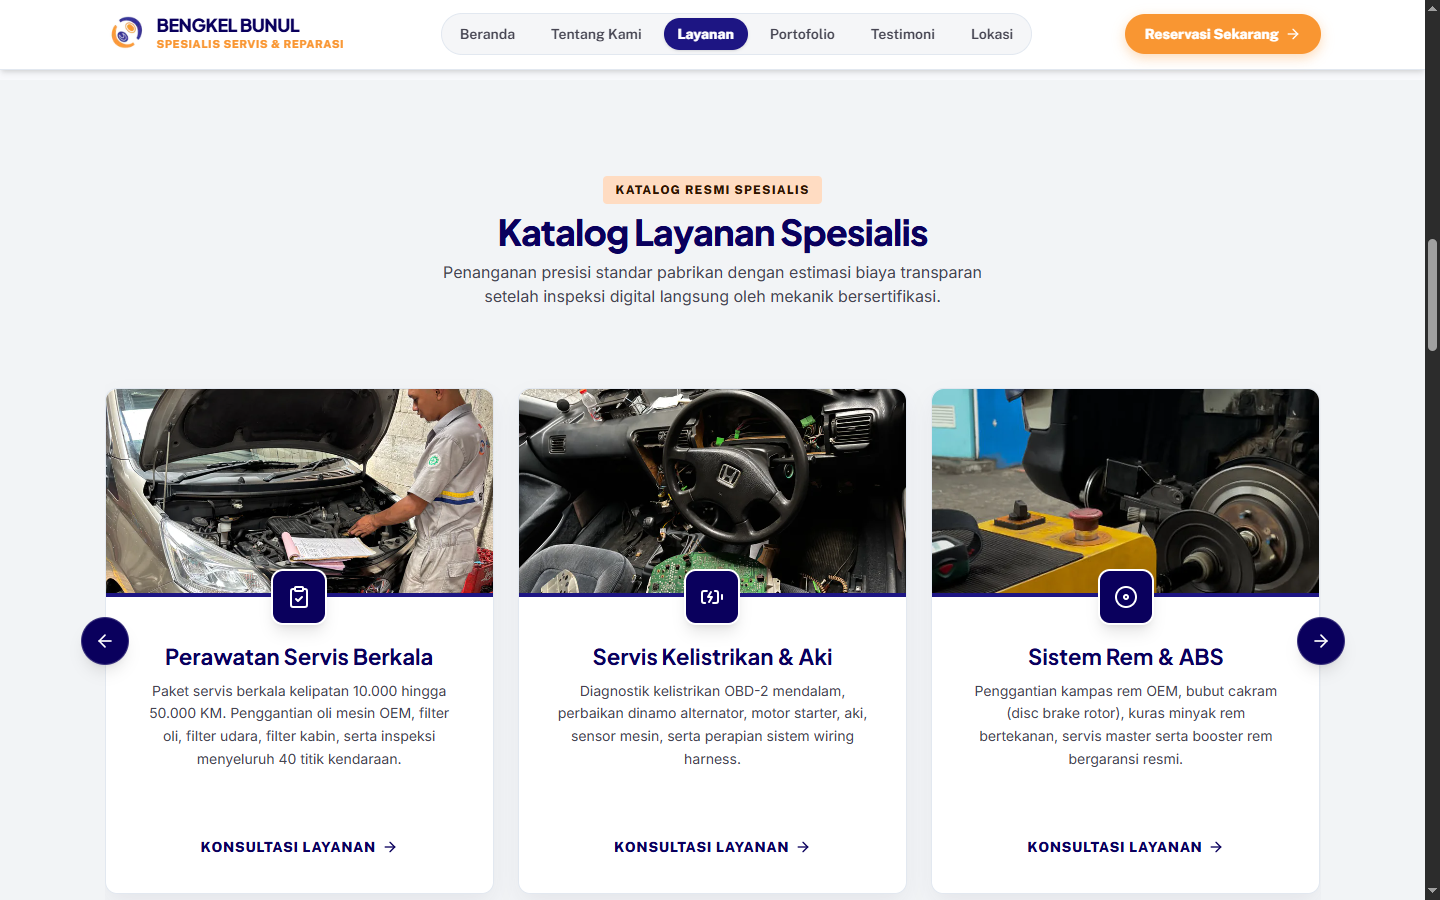 BENGKEL BUNUL
SPESIALIS SERVIS & REPARASI
Beranda
Tentang Kami
Layanan
Portofolio
Testimoni
Lokasi
Reservasi Sekarang
KATALOG RESMI SPESIALIS
Katalog Layanan Spesialis
Penanganan presisi standar pabrikan dengan estimasi biaya transparan
setelah inspeksi digital langsung oleh mekanik bersertifikasi.
Perawatan Servis Berkala
Paket servis berkala kelipatan 10.000 hingga
50.000 KM. Penggantian oli mesin OEM, filter
oli, filter udara, filter kabin, serta inspeksi
menyeluruh 40 titik kendaraan.
KONSULTASI LAYANAN
Servis Kelistrikan & Aki
Diagnostik kelistrikan OBD-2 mendalam,
perbaikan dinamo alternator, motor starter, aki,
sensor mesin, serta perapian sistem wiring
harness.
KONSULTASI LAYANAN
Sistem Rem & ABS
Penggantian kampas rem OEM, bubut cakram
(disc brake rotor), kuras minyak rem
bertekanan, servis master serta booster rem
bergaransi resmi.
KONSULTASI LAYANAN